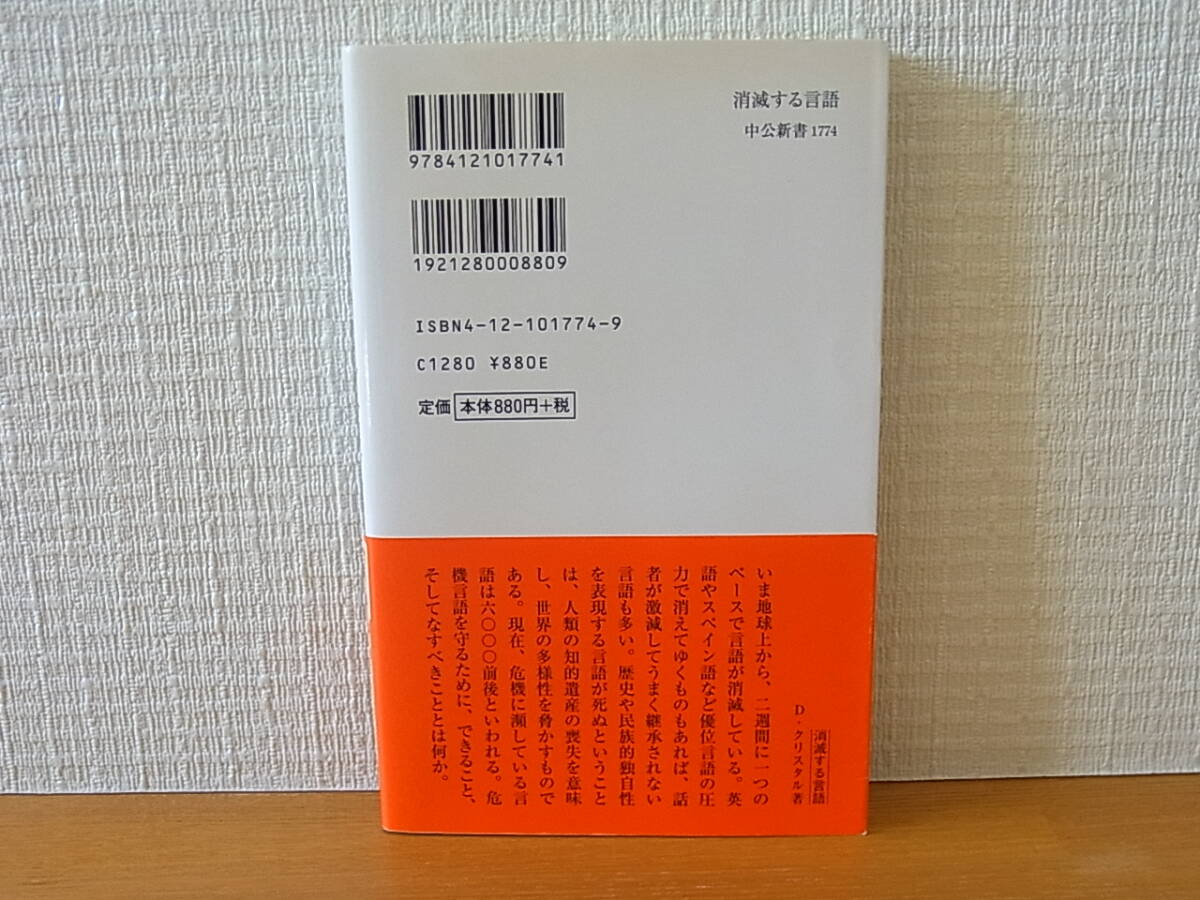 9784121017741
1921280008809
ISBN4-12-101774-9
C1280 ¥880E
定価 本体880円+税
消滅する言語
中公新書 1774
消滅する言語
D・クリスタル著
いま地球上から、二週間に一つの
ペースで言語が消滅している。英
語やスペイン語など優位言語の圧
力で消えてゆくものもあれば、話
者が激減してうまく継承されない
言語も多い。歴史や民族的独自性
を表現する言語が死ぬということ
は、人類の知的遺産の喪失を意味
し、世界の多様性を脅かすもので
ある。現在、危機に瀕している言
語は六〇〇〇前後といわれる。危
機言語を守るために、できること、
そしてなすべきこととは何か。